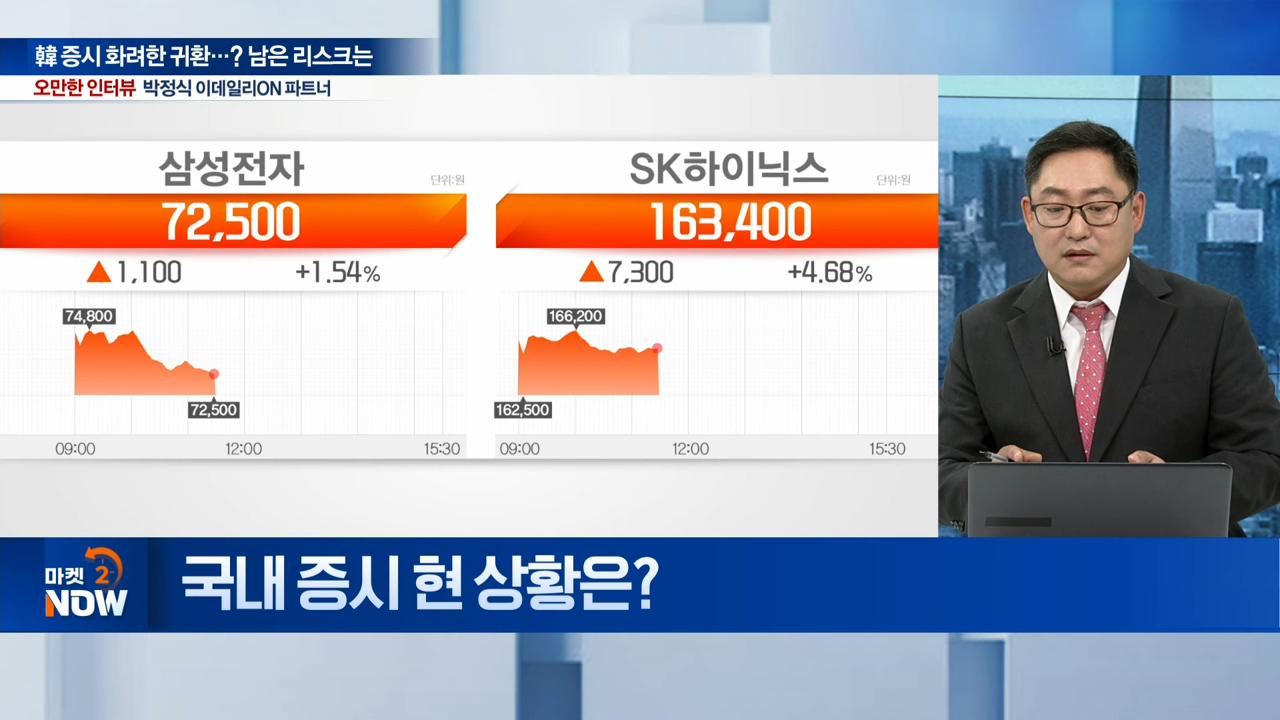 韓 증시 화려한 귀환…? 남은 리스크는
오만한 인터뷰 박정식 이데일리ON 파트너
삼성전자
단위:원
72,500
▲ 1,100 +1.54%
74,800
72,500
09:00 12:00 15:30
SK하이닉스
단위:원
163,400
▲ 7,300 +4.68%
166,200
162,500
09:00 12:00 15:30
마켓 2
NOW
국내 증시 현 상황은?